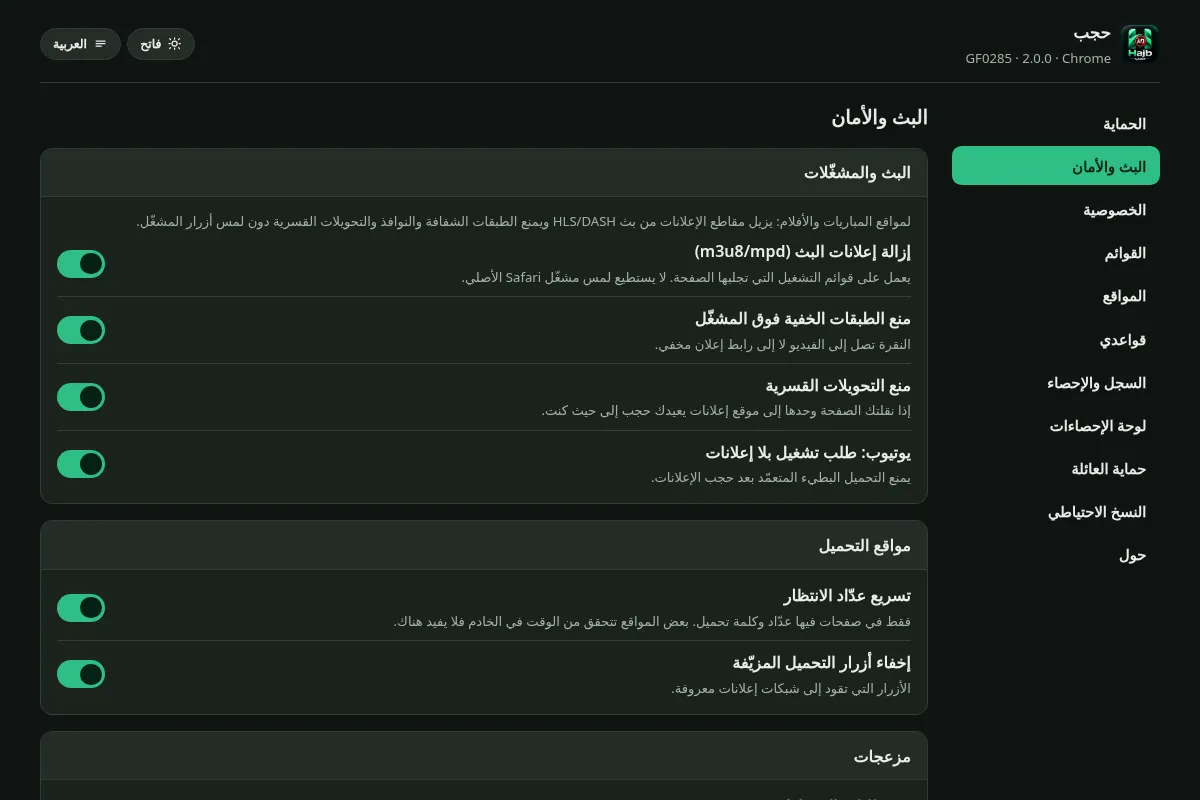 حجب
GF0285 · 2.0.0 · Chrome
فاتح
العربية
الحماية
البث والأمان
الخصوصية
القوائم
المواقع
قواعدي
السجل والإحصاء
لوحة الإحصاءات
حماية العائلة
النسخ الاحتياطي
حول
البث والأمان
البث والمشغّلات
لمواقع المباريات والأفلام: يزيل مقاطع الإعلانات من بث HLS/DASH ويمنع الطبقات الشفافة والنوافذ والتحويلات القسرية دون لمس أزرار المشغّل.
إزالة إعلانات البث (m3u8/mpd)
يعمل على قوائم التشغيل التي تجلبها الصفحة. لا يستطيع لمس مشغّل Safari الأصلي.
منع الطبقات الخفية فوق المشغّل
النقرة تصل إلى الفيديو لا إلى رابط إعلان مخفي.
منع التحويلات القسرية
إذا نقلتك الصفحة وحدها إلى موقع إعلانات يعيدك حجب إلى حيث كنت.
يوتيوب: طلب تشغيل بلا إعلانات
يمنع التحميل البطيء المتعمّد بعد حجب الإعلانات.
مواقع التحميل
تسريع عدّاد الانتظار
فقط في صفحات فيها عدّاد وكلمة تحميل. بعض المواقع تتحقق من الوقت في الخادم فلا يفيد هناك.
إخفاء أزرار التحميل المزيّفة
الأزرار التي تقود إلى شبكات إعلانات معروفة.
مزعجات